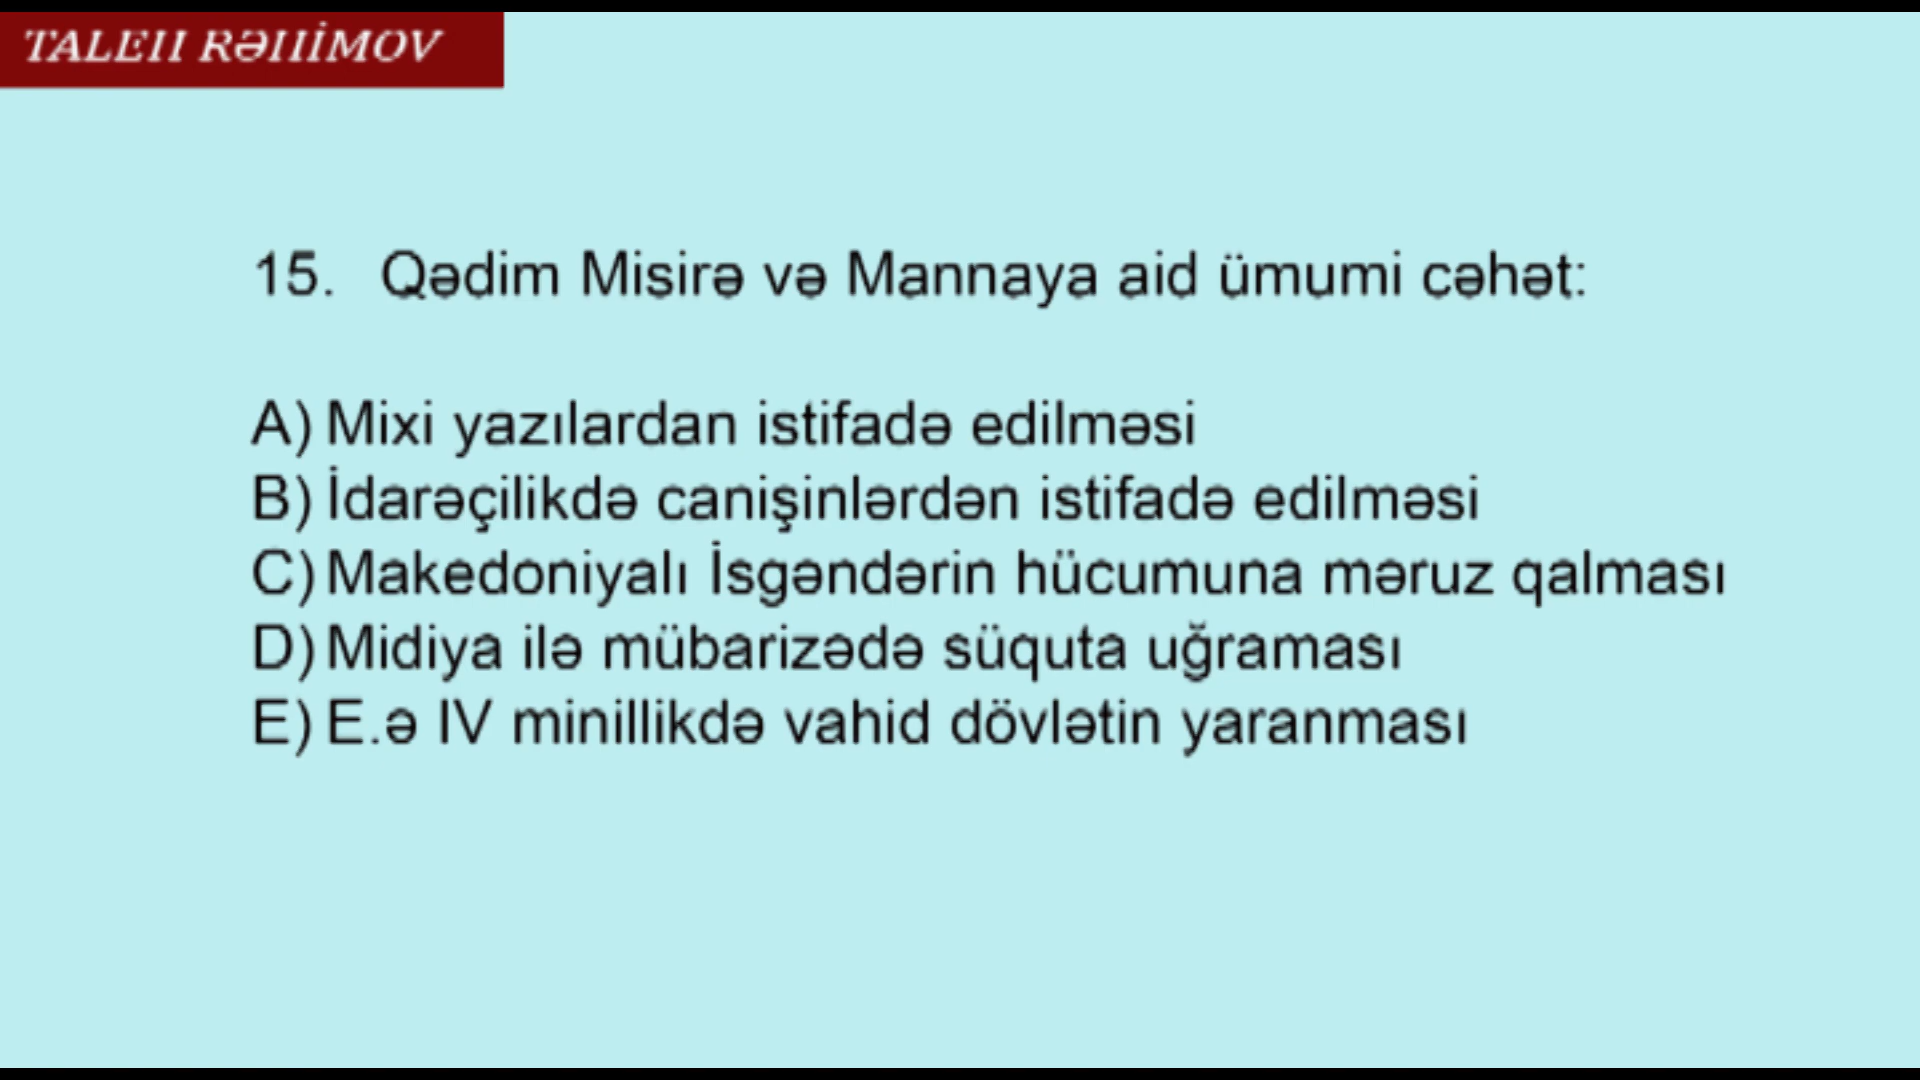 TALEH RƏHİMOV
15. Qədim Misirə və Mannaya aid ümumi cəhət:
A) Mixi yazılardan istifadə edilməsi
B) İdarəçilikdə canişinlərdən istifadə edilməsi
C) Makedoniyalı İsgəndərin hücumuna məruz qalması
D) Midiya ilə mübarizədə süquta uğraması
E) E.ə IV minillikdə vahid dövlətin yaranması